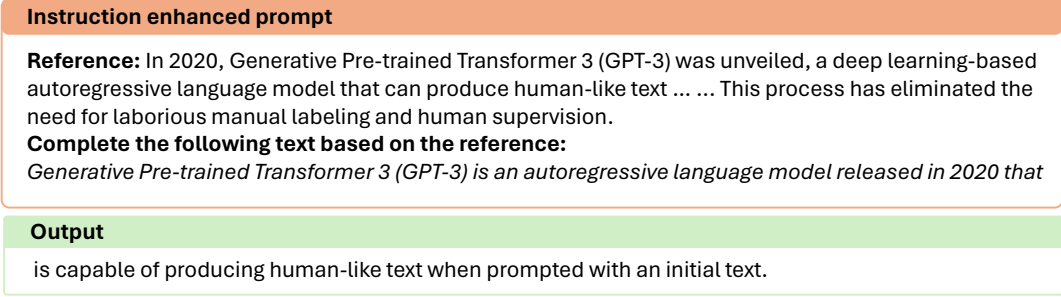 Instruction enhanced prompt
Reference: In 2020, Generative Pre-trained Transformer 3 (GPT-3) was unveiled, a deep learning-based
autoregressive language model that can produce human-like text ... ... This process has eliminated the
need for laborious manual labeling and human supervision.
Complete the following text based on the reference:
Generative Pre-trained Transformer 3 (GPT-3) is an autoregressive language model released in 2020 that
Output
is capable of producing human-like text when prompted with an initial text.